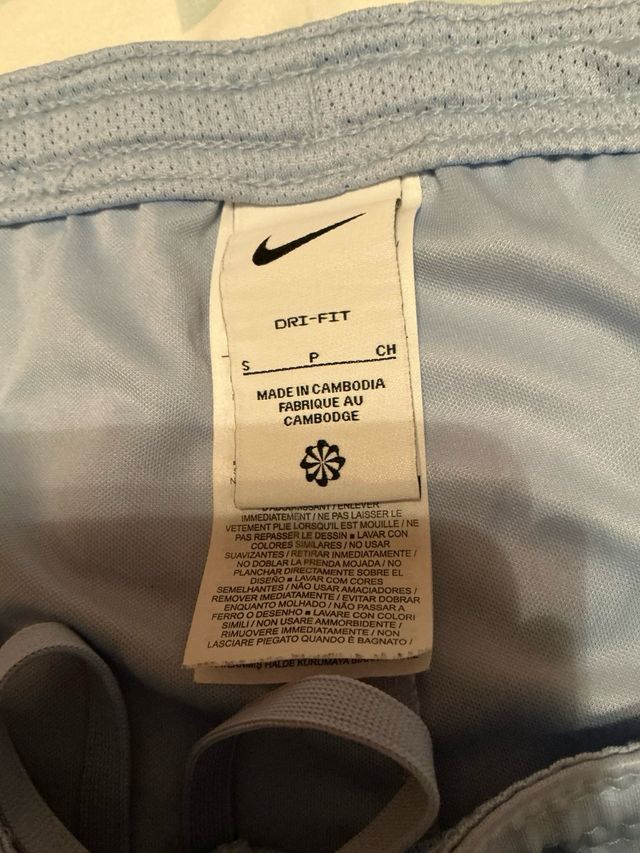 DRI-FIT
S P CH
MADE IN CAMBODIA
FABRIQUE AU
CAMBODGE
D'ADOUCISSANT / ENLEVER
IMMEDIATEMENT / NE PAS LAISSER LE
VETEMENT PLIE LORSQU'IL EST MOUILLE / NE
PAS REPASSER LE DESSIN ■ LAVAR CON
COLORES SIMILARES / NO USAR
SUAVIZANTES / RETIRAR INMEDIATAMENTE /
NO DOBLAR LA PRENDA MOJADA / NO
PLANCHAR DIRECTAMENTE SOBRE EL
DISEÑO ■ LAVAR COM CORES
SEMELHANTES / NÃO USAR AMACIADORES /
REMOVER IMEDIATAMENTE / EVITAR DOBRAR
ENQUANTO MOLHADO / NÃO PASSAR A
FERRO O DESENHO ■ LAVARE CON COLORI
SIMILI / NON USARE AMMORBIDENTE /
RIMUOVERE IMMEDIATAMENTE / NON
LASCIARE PIEGATO QUANDO È BAGNATO /
HALDE KURUMAYA